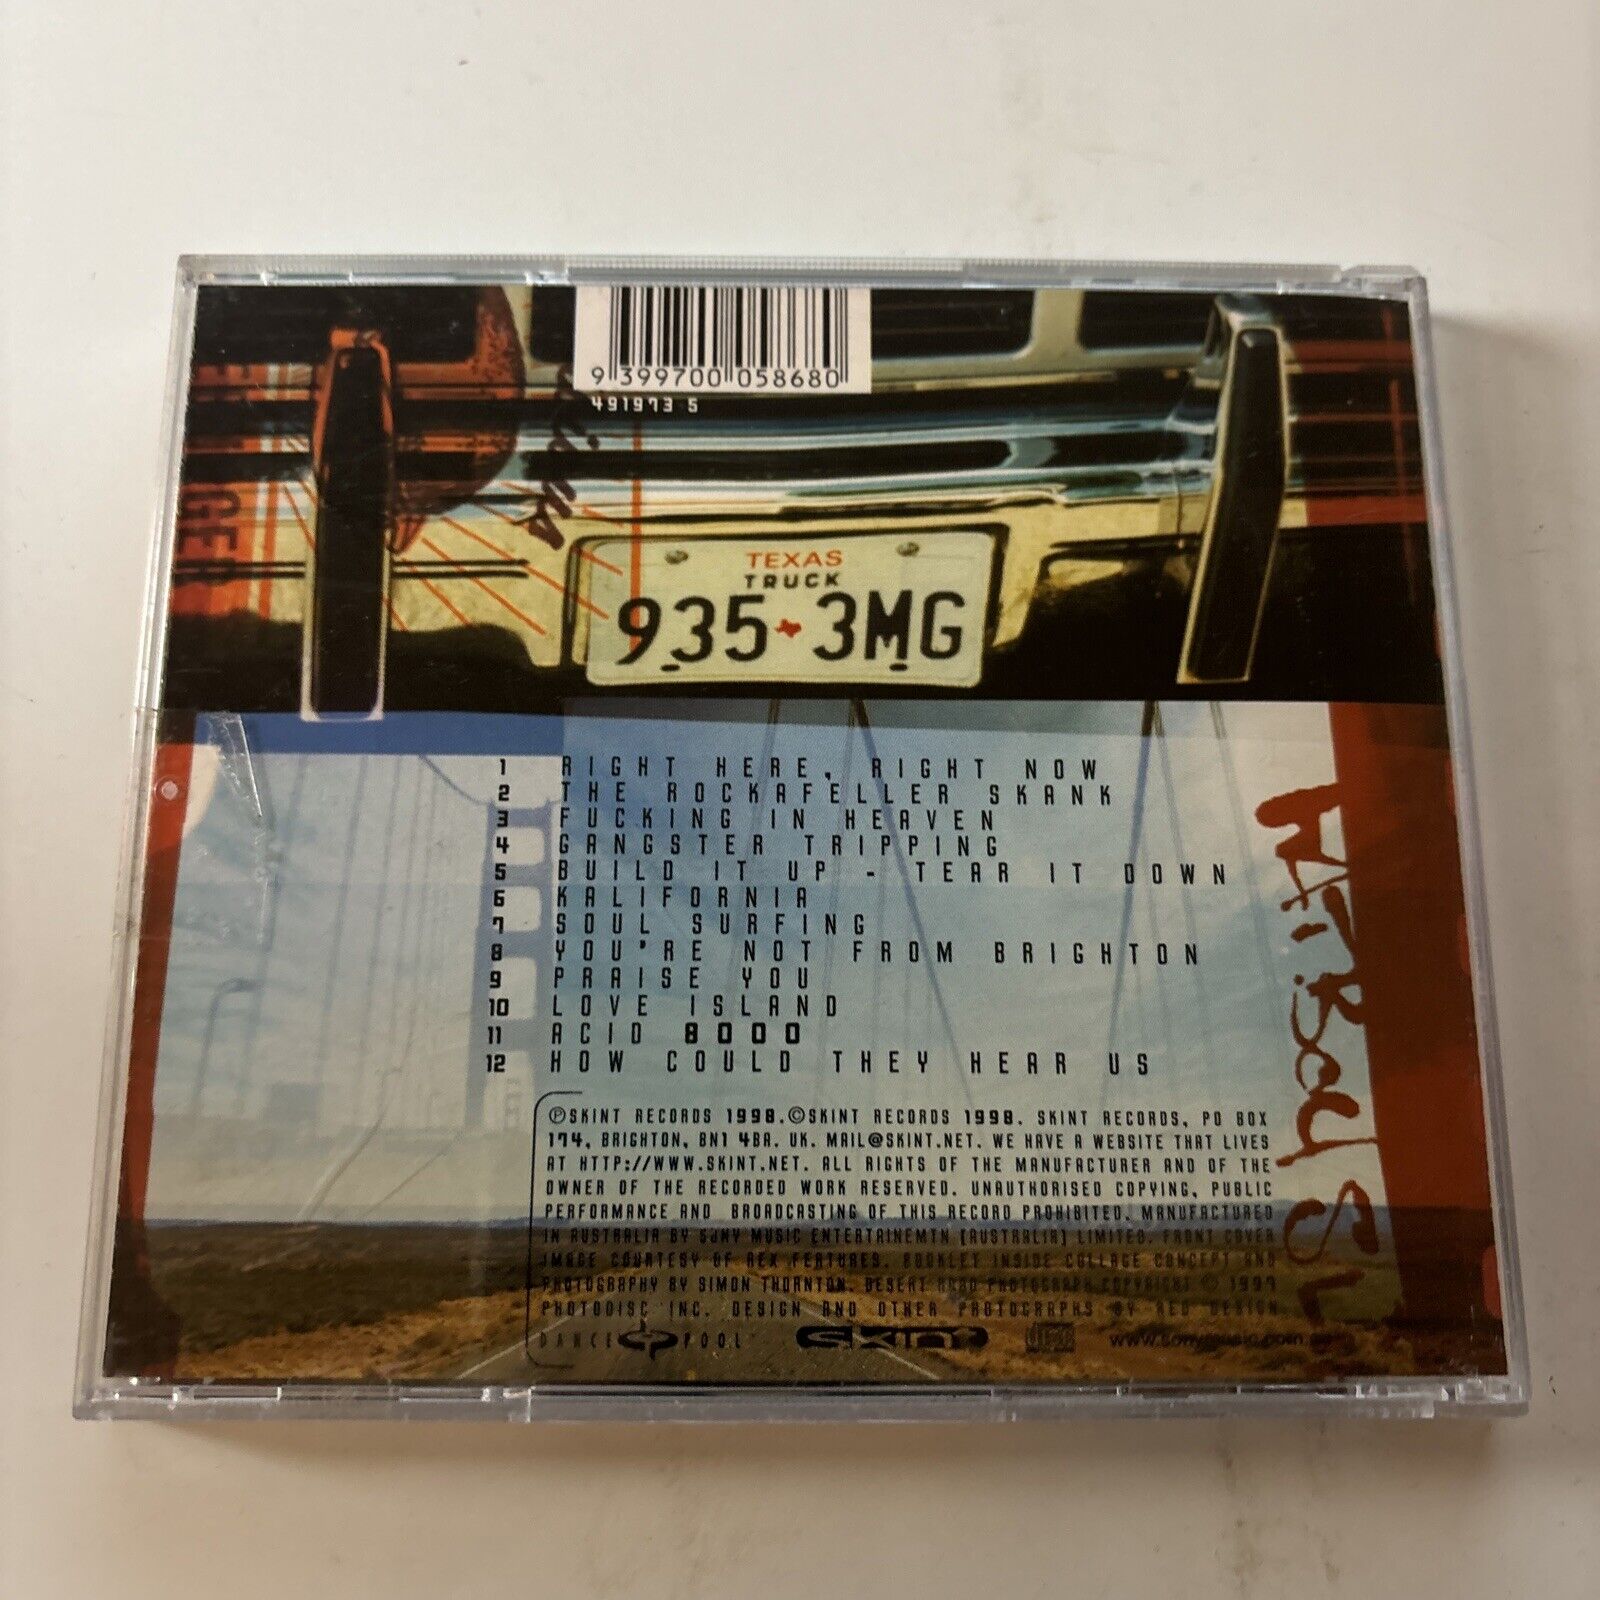 9 399700 058680
491973 5
TEXAS
TRUCK
935 3MG
1 RIGHT HERE, RIGHT NOW
2 THE ROCKAFELLER SKANK
3 FUCKING IN HEAVEN
4 GANGSTER TRIPPING
5 BUILD IT UP - TEAR IT DOWN
6 KALIFORNIA
7 SOUL SURFING
8 YOU'RE NOT FROM BRIGHTON
9 PRAISE YOU
10 LOVE ISLAND
11 ACID 8000
12 HOW COULD THEY HEAR US
℗SKINT RECORDS 1998.©SKINT RECORDS 1998. SKINT RECORDS, PO BOX
174, BRIGHTON, BN1 4BA. UK. MAIL@SKINT.NET. WE HAVE A WEBSITE THAT LIVES
AT HTTP://WWW.SKINT.NET. ALL RIGHTS OF THE MANUFACTURER AND OF THE
OWNER OF THE RECORDED WORK RESERVED. UNAUTHORISED COPYING, PUBLIC
PERFORMANCE AND BROADCASTING OF THIS RECORD PROHIBITED. MANUFACTURED
IN AUSTRALIA BY SONY MUSIC ENTERTAINEMTN (AUSTRALIA) LIMITED. FRONT COVER
IMAGE COURTESY OF REX FEATURES. BOOKLET INSIDE COLLAGE CONCEPT AND
PHOTOGRAPHY BY SIMON THORNTON. DESERT ROAD PHOTOGRAPH COPYRIGHT © 1997
PHOTODISC INC. DESIGN AND OTHER PHOTOGRAPHS BY RED DESIGN
DANCE POOL SKINT www.sonymusic.com